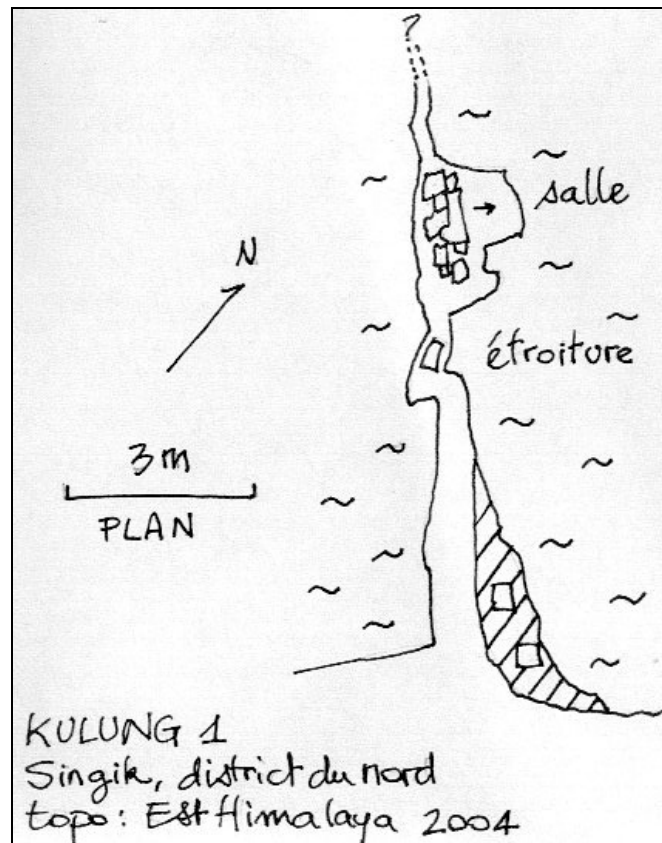 ?
salle
N
étroiture
3m
PLAN
KULUNG 1
Singik, district du nord
topo: Est Himalaya 2004